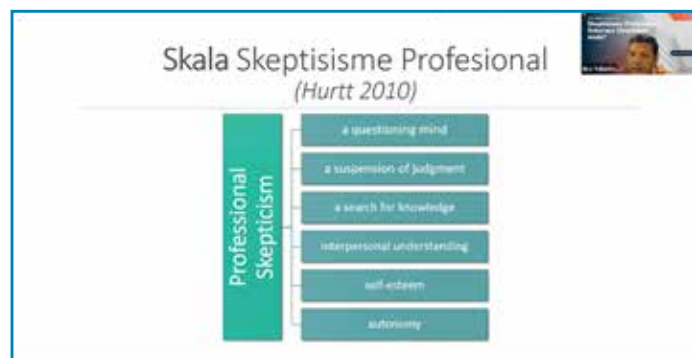 Skala Skeptisisme Profesional
(Hurtt 2010)
Professional
Skepticism
a questioning mind
a suspension of judgment
a search for knowledge
interpersonal understanding
self-esteem
autonomy